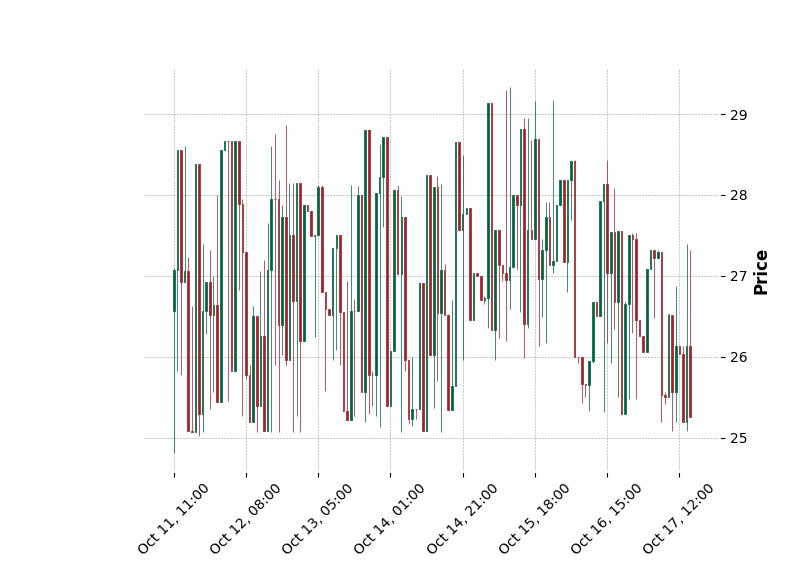 29
28
27
26
25
Price
Oct 11, 11:00
Oct 12, 08:00
Oct 13, 05:00
Oct 14, 01:00
Oct 14, 21:00
Oct 15, 18:00
Oct 16, 15:00
Oct 17, 12:00